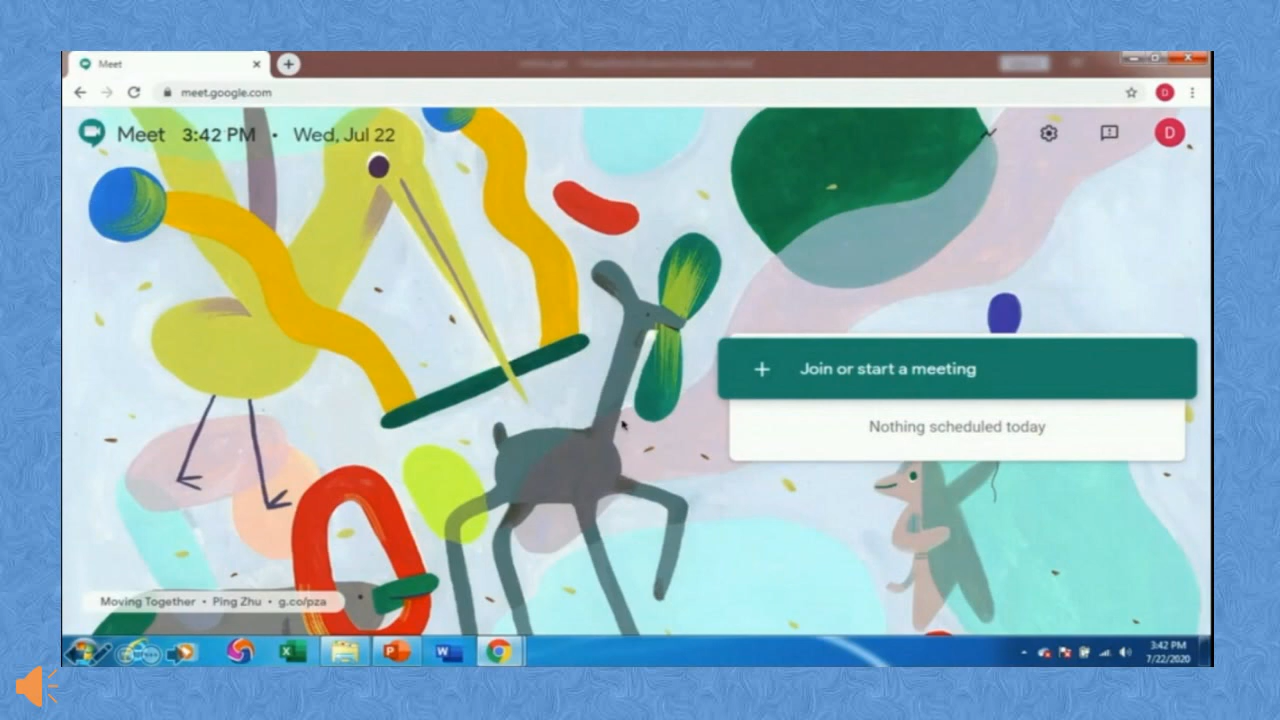 Meet
meet.google.com
D
Meet 3:42 PM • Wed, Jul 22
D
+ Join or start a meeting
Nothing scheduled today
Moving Together • Ping Zhu • g.co/pza
3:42 PM
7/22/2020